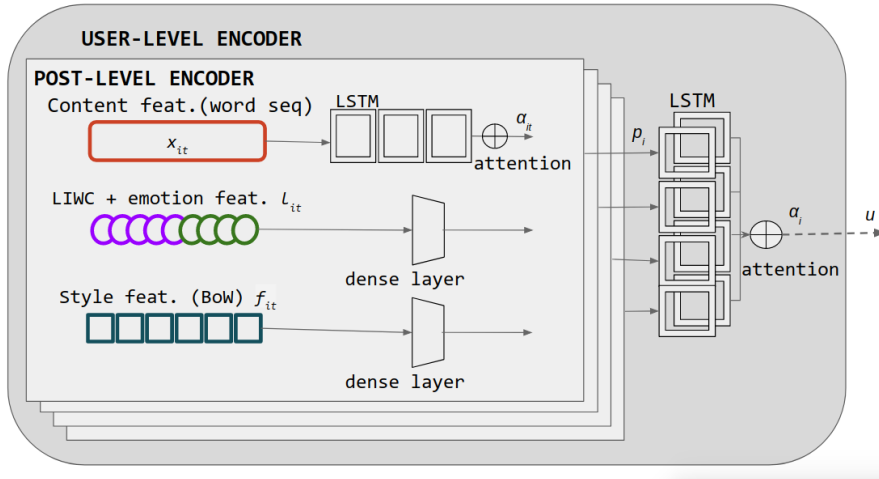 USER-LEVEL ENCODER
POST-LEVEL ENCODER
Content feat.(word seq)
x_it
LSTM
α_it
attention
LIWC + emotion feat. l_it
dense layer
Style feat. (BoW) f_it
dense layer
p_i
LSTM
α_i
attention
u